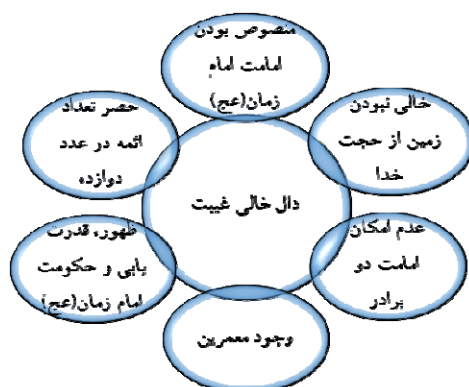 منصوص بودن
امامت امام
زمان(عج)
خالی نبودن
زمین از حجت
خدا
عدم امکان
امامت دو
برادر
وجود معمرین
ظهور، قدرت
یابی و حکومت
امام زمان(عج)
حصر تعداد
ائمه در عدد
دوازده
دال خالی غیبت